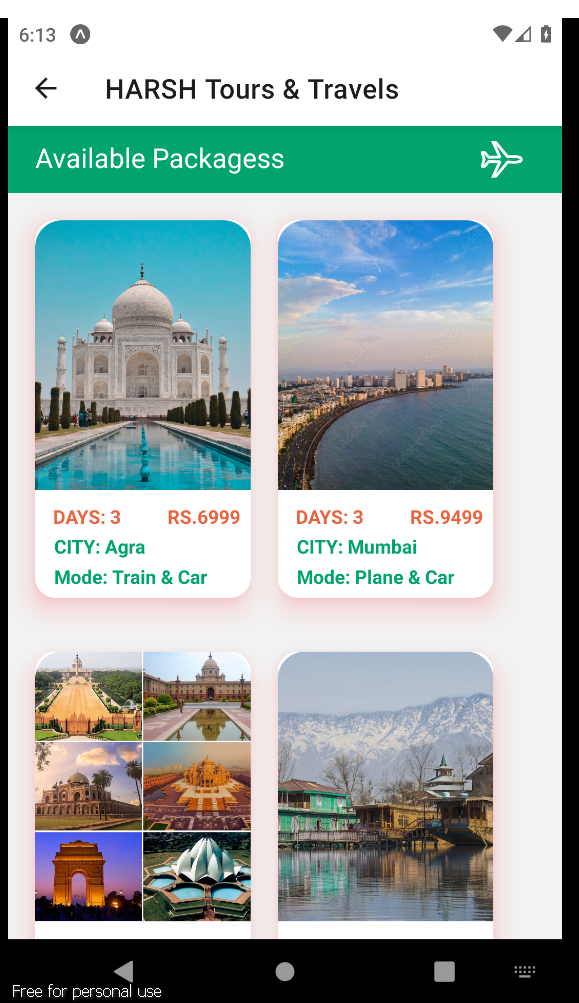 6:13
HARSH Tours & Travels
Available Packagess
DAYS: 3 RS.6999
CITY: Agra
Mode: Train & Car
DAYS: 3 RS.9499
CITY: Mumbai
Mode: Plane & Car
Free for personal use